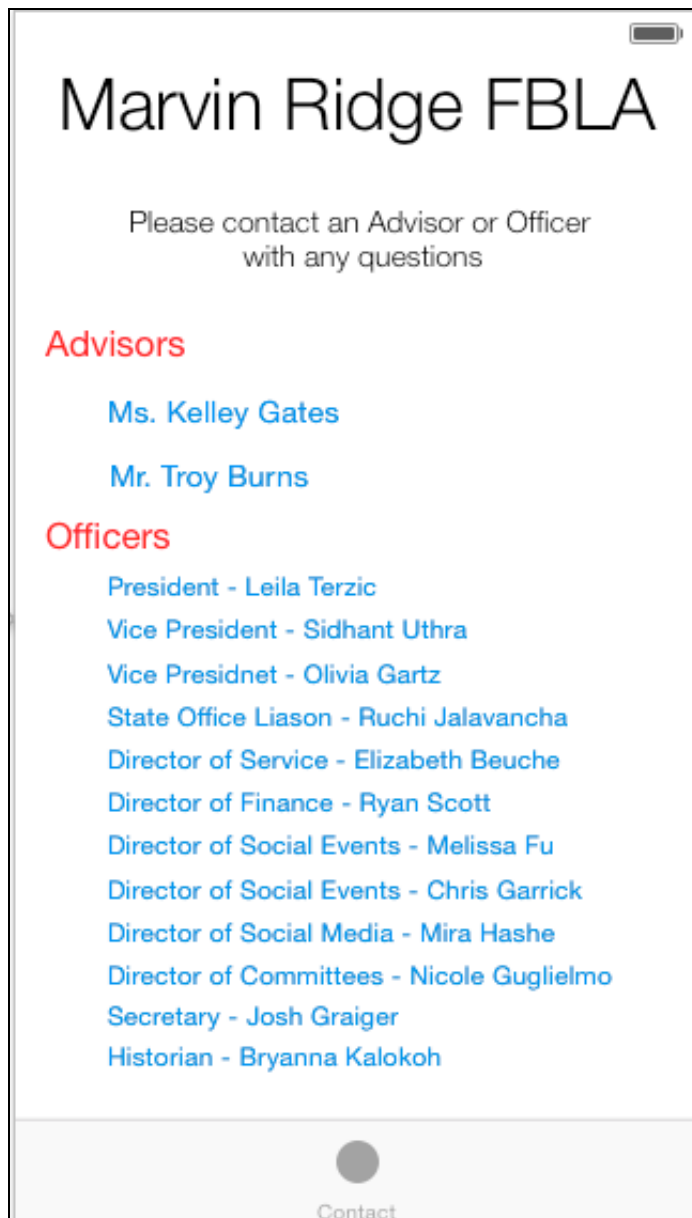 Marvin Ridge FBLA
Please contact an Advisor or Officer
with any questions
Advisors
Ms. Kelley Gates
Mr. Troy Burns
Officers
President - Leila Terzic
Vice President - Sidhant Uthra
Vice Presidnet - Olivia Gartz
State Office Liason - Ruchi Jalavancha
Director of Service - Elizabeth Beuche
Director of Finance - Ryan Scott
Director of Social Events - Melissa Fu
Director of Social Events - Chris Garrick
Director of Social Media - Mira Hashe
Director of Committees - Nicole Guglielmo
Secretary - Josh Graiger
Historian - Bryanna Kalokoh
Contact